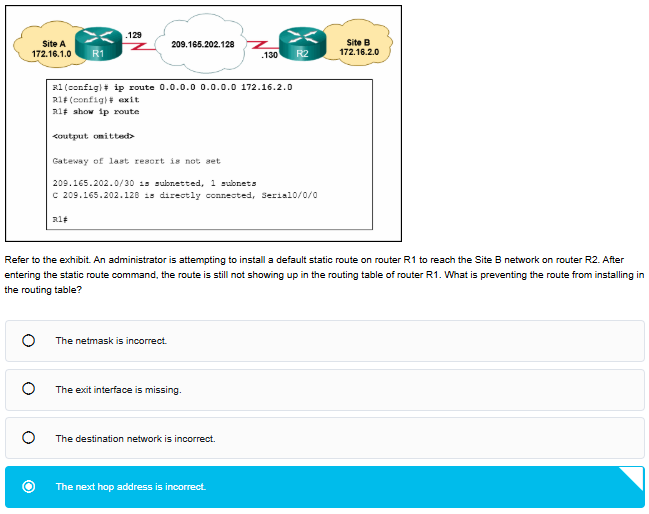 Site A
172.16.1.0
R1
.129
209.165.202.128
.130
R2
Site B
172.16.2.0
R1(config)# ip route 0.0.0.0 0.0.0.0 172.16.2.0
R1#(config)# exit
R1# show ip route
<output omitted>
Gateway of last resort is not set
209.165.202.0/30 is subnetted, 1 subnets
C 209.165.202.128 is directly connected, Serial0/0/0
R1#
Refer to the exhibit. An administrator is attempting to install a default static route on router R1 to reach the Site B network on router R2. After
entering the static route command, the route is still not showing up in the routing table of router R1. What is preventing the route from installing in
the routing table?
The netmask is incorrect.
The exit interface is missing.
The destination network is incorrect.
The next hop address is incorrect.